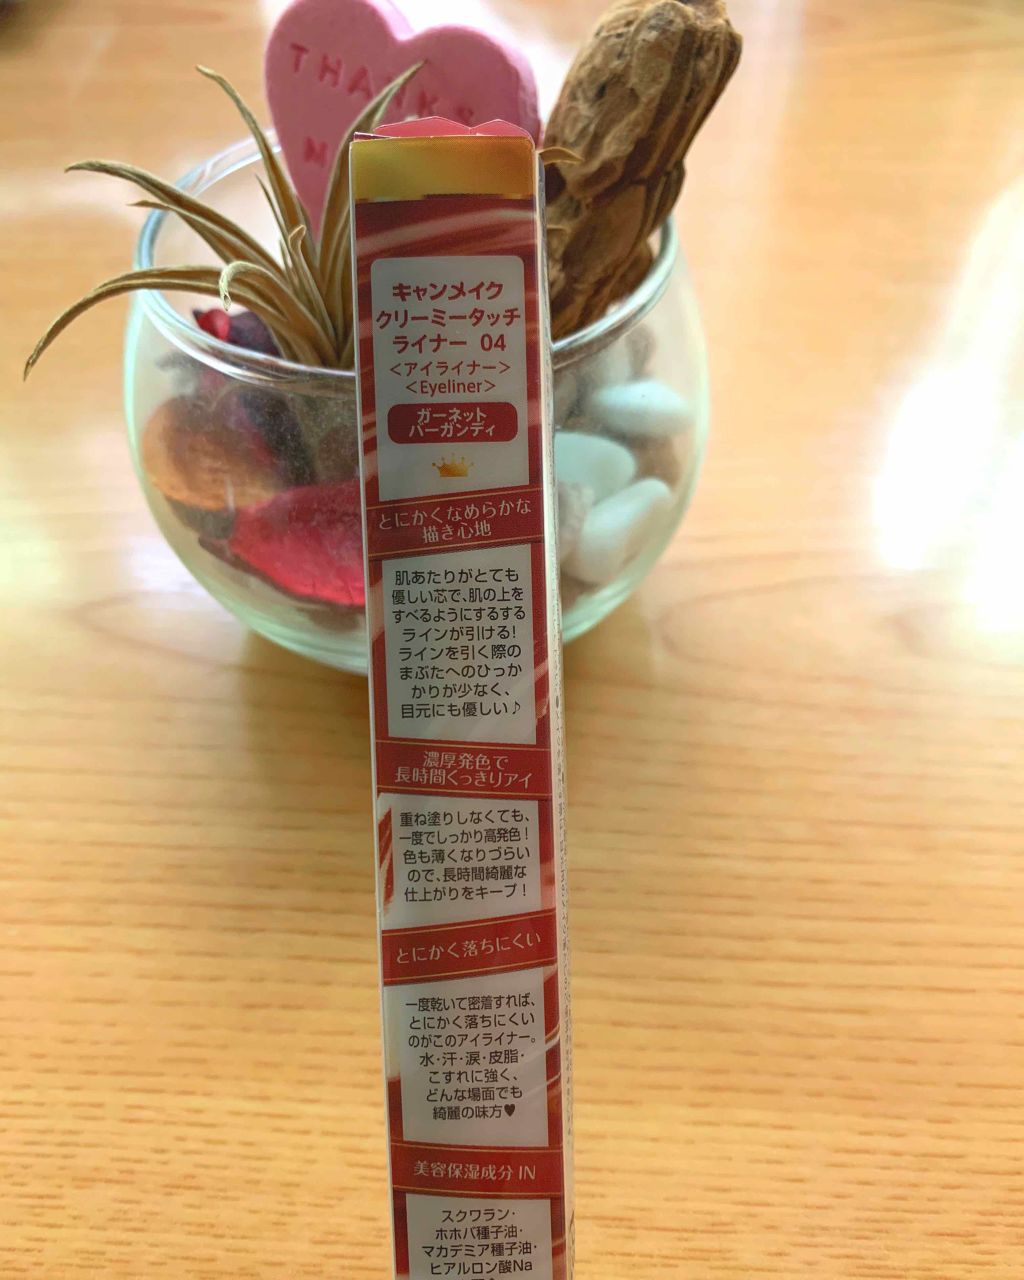 THANKS
M
キャンメイク
クリーミータッチ
ライナー 04
＜アイライナー＞
＜Eyeliner＞
ガーネット
バーガンディ
とにかくなめらかな
描き心地
肌あたりがとても
優しい芯で、肌の上を
すべるようにするする
ラインが引ける!
ラインを引く際の
まぶたへのひっか
かりが少なく、
目元にも優しい♪
濃厚発色で
長時間くっきりアイ
重ね塗りしなくても、
一度でしっかり高発色!
色も薄くなりづらい
ので、長時間綺麗な
仕上がりをキープ!
とにかく落ちにくい
一度乾いて密着すれば、
とにかく落ちにくい
のがこのアイライナー。
水・汗・涙・皮脂・
こすれに強く、
どんな場面でも
綺麗の味方♥
美容保湿成分 IN
スクワラン・
ホホバ種子油・
マカデミア種子油・
ヒアルロン酸Na